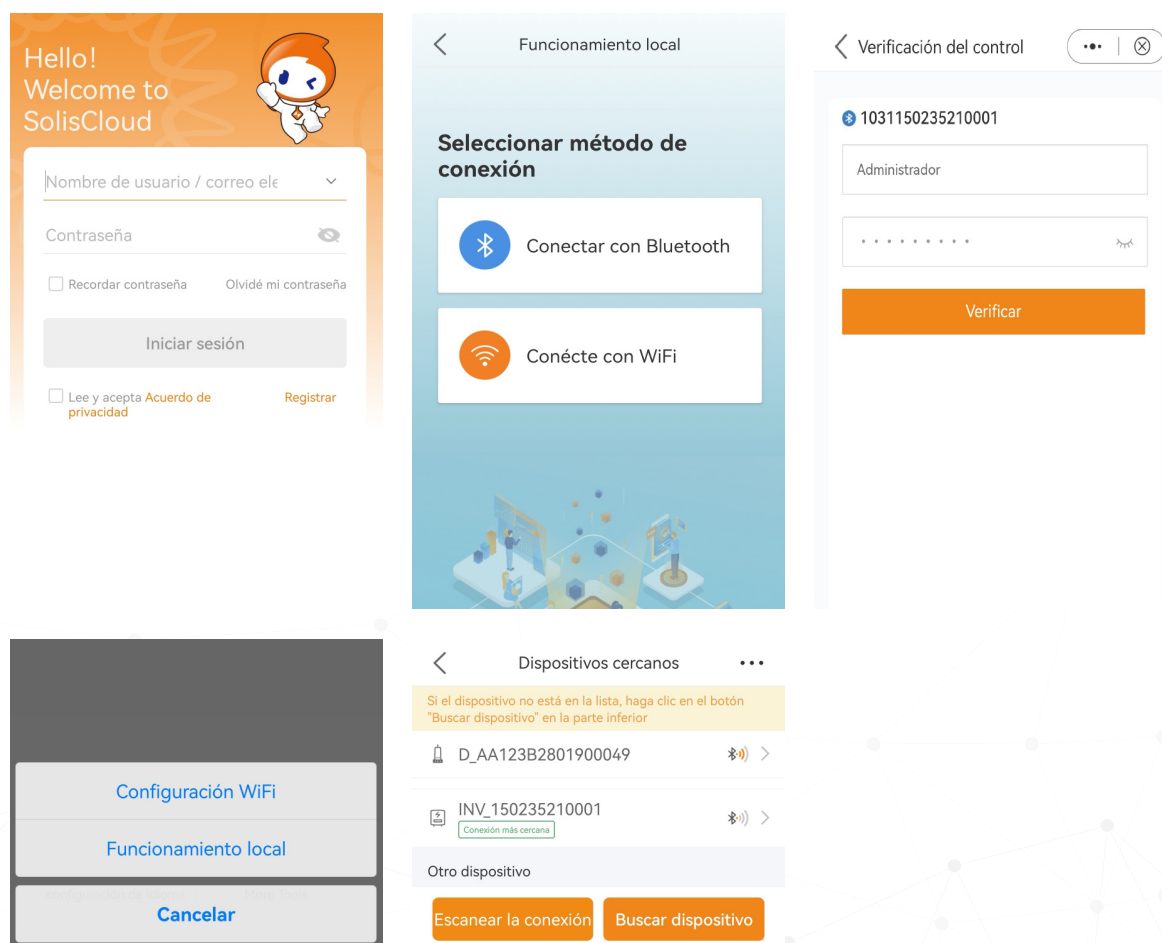 Hello!
Welcome to
SolisCloud
Nombre de usuario / correo ele
Contraseña
Recordar contraseña
Olvidé mi contraseña
Iniciar sesión
Lee y acepta Acuerdo de
privacidad
Registrar
Funcionamiento local
Seleccionar método de
conexión
Conectar con Bluetooth
Conécte con WiFi
Verificación del control
1031150235210001
Administrador
Verificar
Configuración WiFi
Funcionamiento local
Cancelar
Dispositivos cercanos
Si el dispositivo no está en la lista, haga clic en el botón
"Buscar dispositivo" en la parte inferior
D_AA123B2801900049
INV_150235210001
Conexión más cercana
Otro dispositivo
Escanear la conexión
Buscar dispositivo